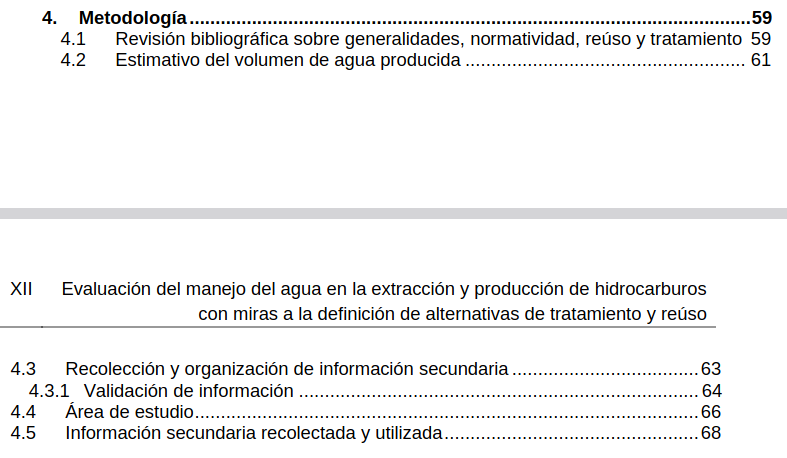 4. Metodología........................................................................................................59
4.1 Revisión bibliográfica sobre generalidades, normatividad, reúso y tratamiento 59
4.2 Estimativo del volumen de agua producida ...................................................... 61
XII Evaluación del manejo del agua en la extracción y producción de hidrocarburos
con miras a la definición de alternativas de tratamiento y reúso
4.3 Recolección y organización de información secundaria ....................................63
4.3.1 Validación de información ............................................................................. 64
4.4 Área de estudio.................................................................................................66
4.5 Información secundaria recolectada y utilizada.................................................68